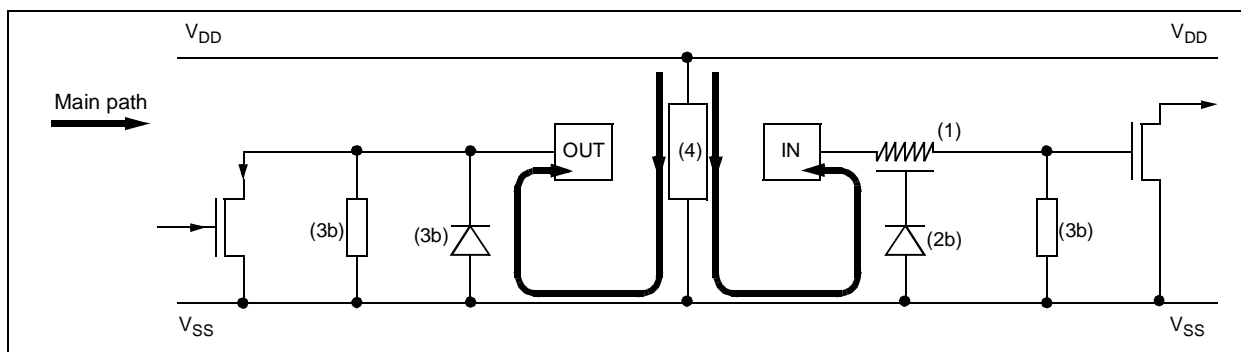 VDD
VDD
Main path
OUT
(4)
IN
(1)
(3b)
(3b)
(2b)
(3b)
VSS
VSS